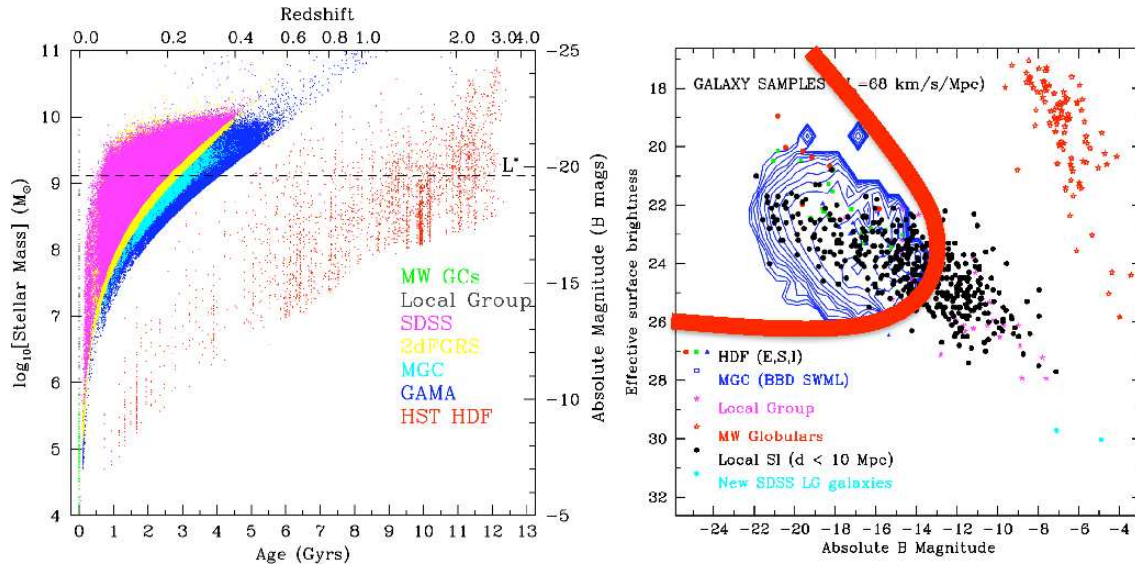 Redshift
0.0 0.2 0.4 0.6 0.8 1.0 2.0 3.0 4.0
11
10
9
8
7
6
5
4
log10[Stellar Mass] (M⊙)
-25
-20
-15
-10
-5
Absolute Magnitude (B mags)
L*
MW GCs
Local Group
SDSS
2dFGRS
MGC
GAMA
HST HDF
0 1 2 3 4 5 6 7 8 9 10 11 12 13
Age (Gyrs)
GALAXY SAMPLES =68 km/s/Mpc)
18
20
22
24
26
28
30
32
Effective surface brightness
HDF (E,S,I)
MGC (BBD SWML)
Local Group
MW Globulars
Local SI (d < 10 Mpc)
New SDSS LG galaxies
-24 -22 -20 -18 -16 -14 -12 -10 -8 -6 -4
Absolute B Magnitude